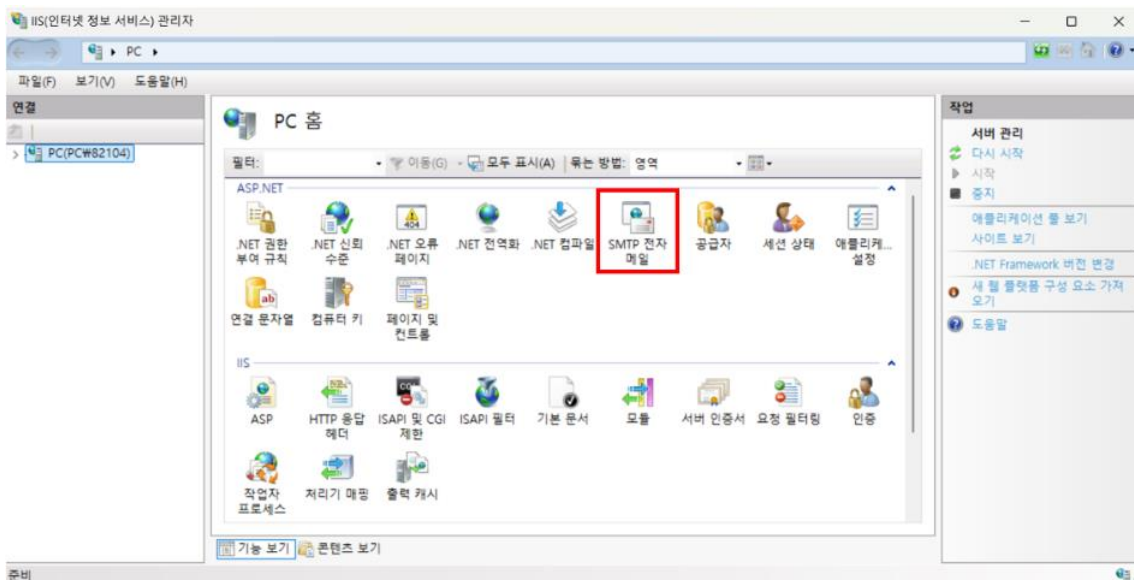 IIS(인터넷 정보 서비스) 관리자
PC
파일(F) 보기(V) 도움말(H)
연결
PC(PC₩82104)
PC 홈
필터: 이동(G) 모두 표시(A) 묶는 방법: 영역
ASP.NET
.NET 권한
부여 규칙
.NET 신뢰
수준
.NET 오류
페이지
.NET 전역화
.NET 컴파일
SMTP 전자
메일
공급자
세션 상태
애플리케...
설정
연결 문자열
컴퓨터 키
페이지 및
컨트롤
IIS
ASP
HTTP 응답
헤더
ISAPI 및 CGI
제한
ISAPI 필터
기본 문서
모듈
서버 인증서
요청 필터링
인증
작업자
프로세스
처리기 매핑
출력 캐시
기능 보기 콘텐츠 보기
작업
서버 관리
다시 시작
시작
중지
애플리케이션 풀 보기
사이트 보기
.NET Framework 버전 변경
새 웹 플랫폼 구성 요소 가져
오기
도움말
준비